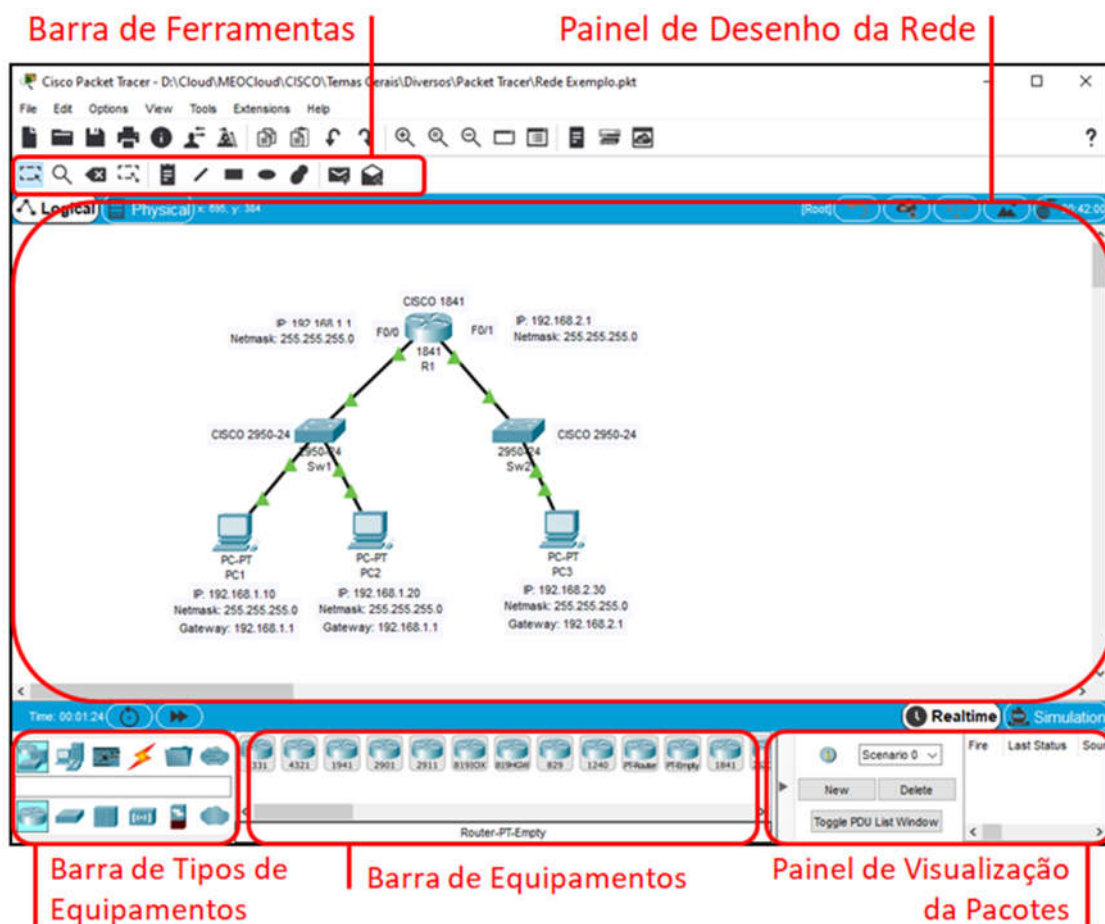 Barra de Ferramentas
Painel de Desenho da Rede
Cisco Packet Tracer - D:\Cloud\MEOCloud\CISCO\Temas Gerais\Diversos\Packet Tracer\Rede Exemplo.pkt
File Edit Options View Tools Extensions Help
?
Logical Physical x: 695, y: 384 [Root]
CISCO 1841
IP: 192.168.1.1
Netmask: 255.255.255.0
F0/0
F0/1
IP: 192.168.2.1
Netmask: 255.255.255.0
1841
R1
CISCO 2950-24
2950-24
Sw1
2950-24
Sw2
CISCO 2950-24
PC-PT
PC1
IP: 192.168.1.10
Netmask: 255.255.255.0
Gateway: 192.168.1.1
PC-PT
PC2
IP: 192.168.1.20
Netmask: 255.255.255.0
Gateway: 192.168.1.1
PC-PT
PC3
IP: 192.168.2.30
Netmask: 255.255.255.0
Gateway: 192.168.2.1
Time: 00:01:24
Realtime Simulation
4321 1941 2901 2911 819IOX 819HGW 829 1240 PT-Router PT-Empty 1841
Router-PT-Empty
Scenario 0
New Delete
Toggle PDU List Window
Fire Last Status Sour
Barra de Tipos de
Equipamentos
Barra de Equipamentos
Painel de Visualização
da Pacotes